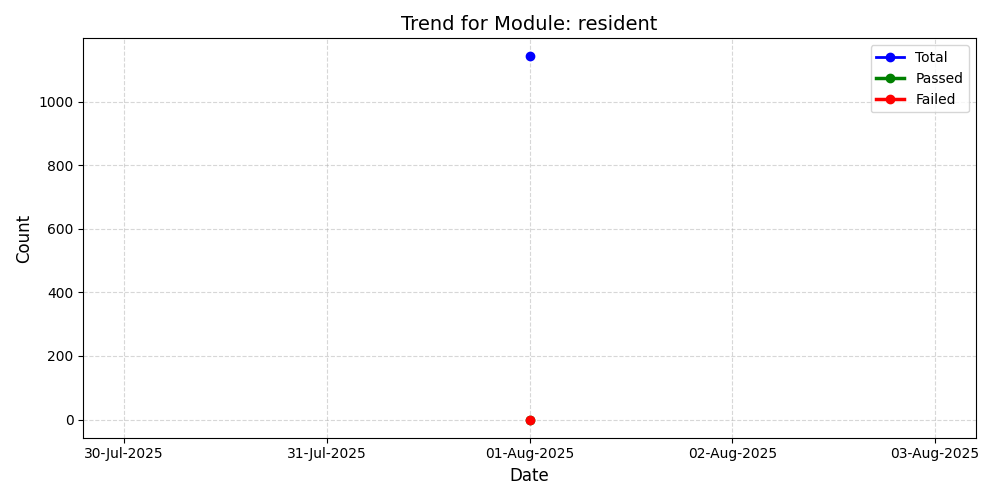 Trend for Module: resident
Total
Passed
Failed
Count
1000
800
600
400
200
0
30-Jul-2025
31-Jul-2025
01-Aug-2025
02-Aug-2025
03-Aug-2025
Date